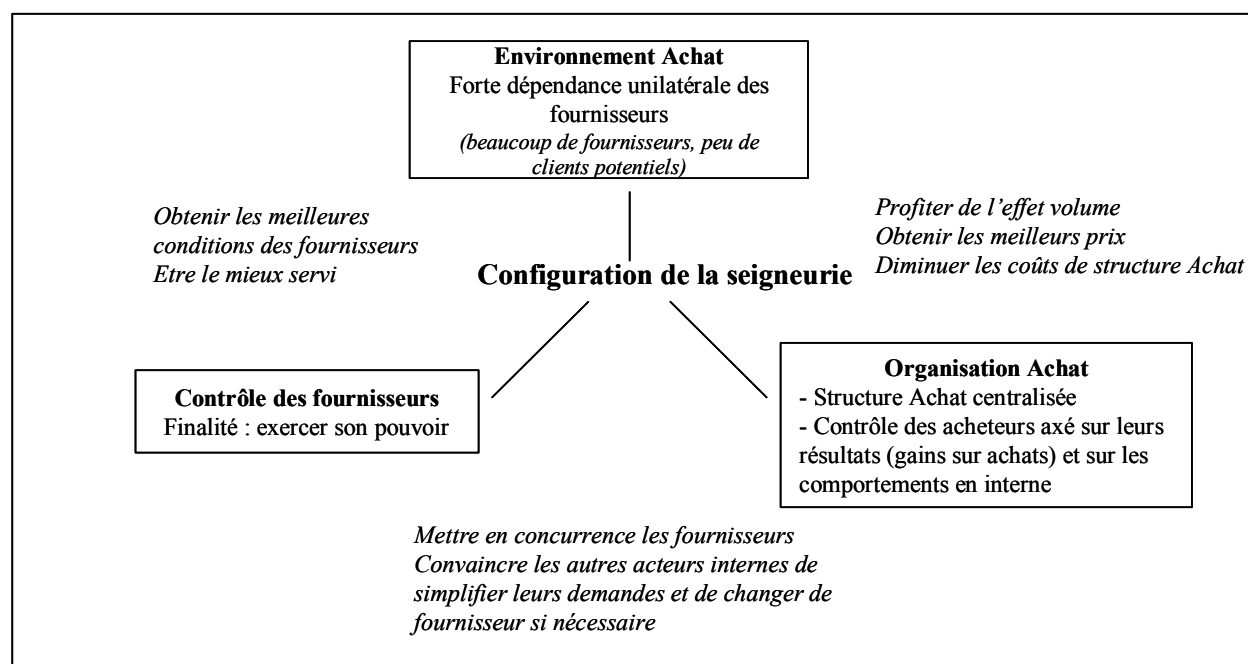 Environnement Achat
Forte dépendance unilatérale des
fournisseurs
(beaucoup de fournisseurs, peu de
clients potentiels)
Obtenir les meilleures
conditions des fournisseurs
Etre le mieux servi
Profiter de l’effet volume
Obtenir les meilleurs prix
Diminuer les coûts de structure Achat
Configuration de la seigneurie
Contrôle des fournisseurs
Finalité : exercer son pouvoir
Organisation Achat
- Structure Achat centralisée
- Contrôle des acheteurs axé sur leurs
résultats (gains sur achats) et sur les
comportements en interne
Mettre en concurrence les fournisseurs
Convaincre les autres acteurs internes de
simplifier leurs demandes et de changer de
fournisseur si nécessaire